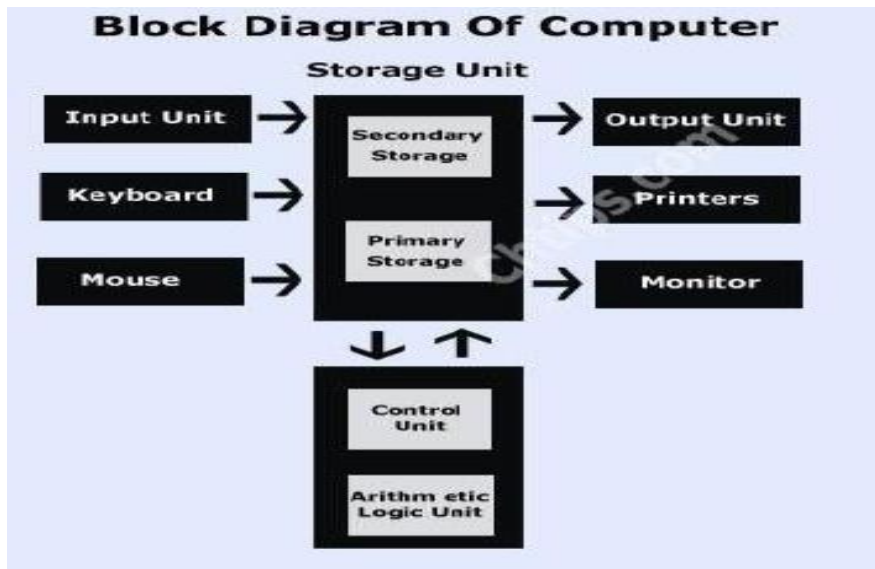 Block Diagram Of Computer
Storage Unit
Input Unit
Secondary
Storage
Output Unit
Keyboard
Printers
Primary
Storage
Mouse
Monitor
Control
Unit
Arithm etic
Logic Unit